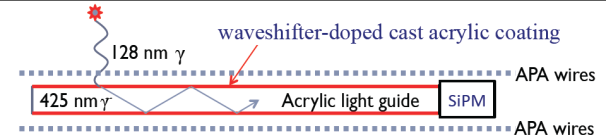 waveshifter-doped cast acrylic coating
128 nm γ
APA wires
425 nm γ
Acrylic light guide
SiPM
APA wires